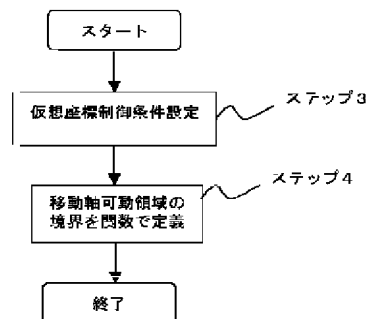 スタート
仮想座標制御条件設定
ステップ3
移動軸可動領域の
境界を関数で定義
ステップ4
終了